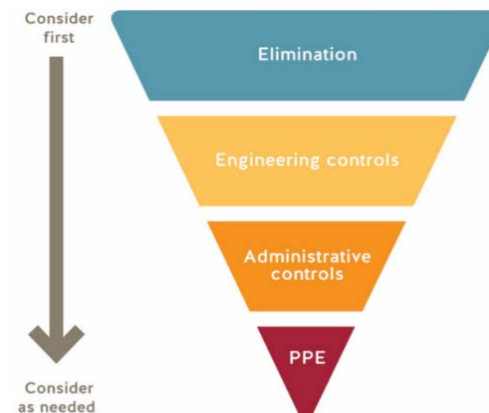 Consider
first
Elimination
Engineering controls
Administrative
controls
PPE
Consider
as needed